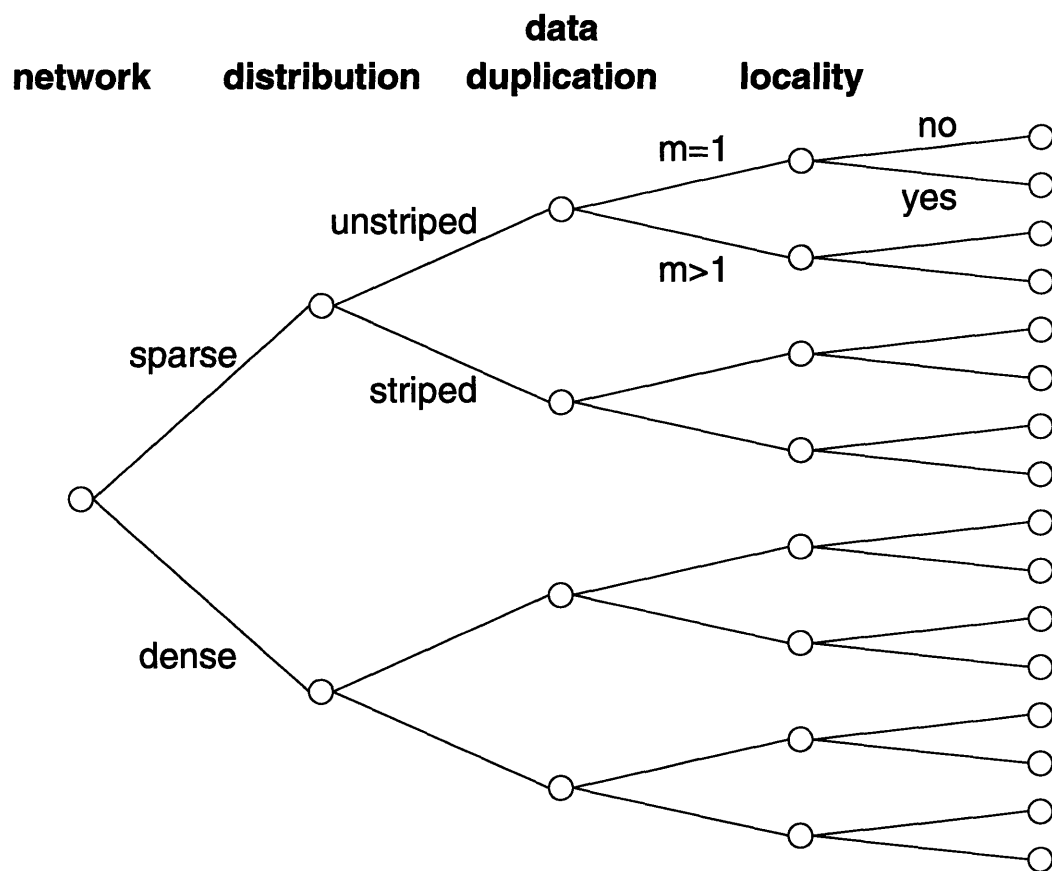 data
network distribution duplication locality
no
m=1
yes
unstriped
m>1
sparse
striped
dense